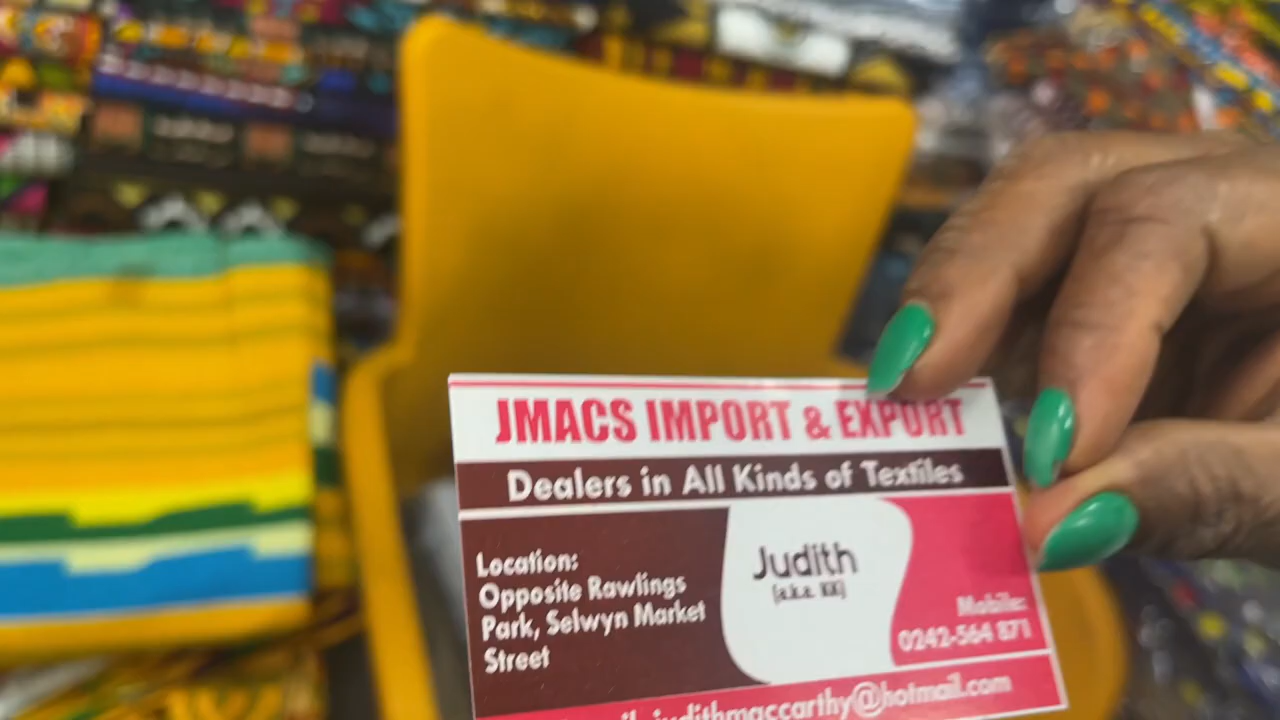 JMACS IMPORT & EXPORT
Dealers in All Kinds of Textiles
Location:
Opposite Rawlings
Park, Selwyn Market
Street
Judith
(a.k.a. KK)
Mobile:
0242-564 871
judithmaccarthy@hotmail.com